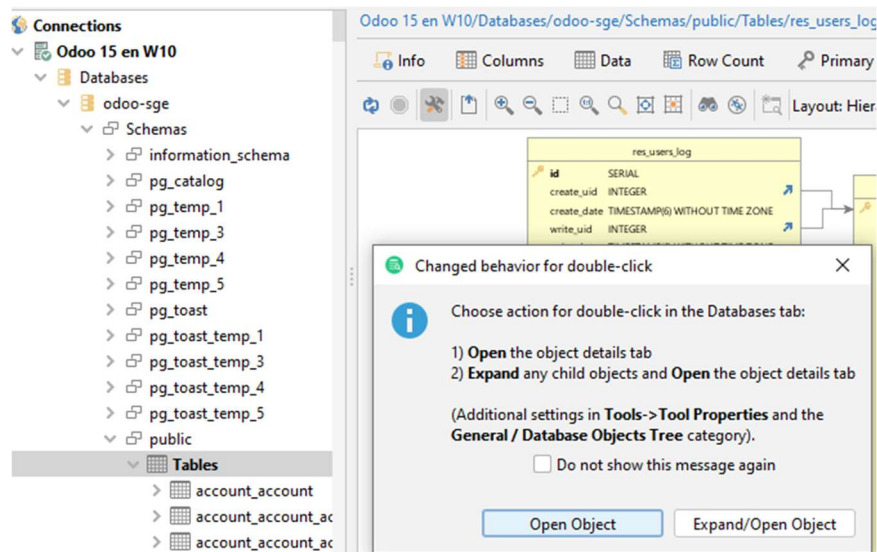 Connections
Odoo 15 en W10
Databases
odoo-sge
Schemas
information_schema
pg_catalog
pg_temp_1
pg_temp_3
pg_temp_4
pg_temp_5
pg_toast
pg_toast_temp_1
pg_toast_temp_3
pg_toast_temp_4
pg_toast_temp_5
public
Tables
account_account
account_account_ac
account_account_ac
Odoo 15 en W10/Databases/odoo-sge/Schemas/public/Tables/res_users_log
Info Columns Data Row Count Primary
Layout: Hier
res_users_log
id SERIAL
create_uid INTEGER
create_date TIMESTAMP(6) WITHOUT TIME ZONE
write_uid INTEGER
Changed behavior for double-click
Choose action for double-click in the Databases tab:
1) Open the object details tab
2) Expand any child objects and Open the object details tab
(Additional settings in Tools->Tool Properties and the
General / Database Objects Tree category).
Do not show this message again
Open Object Expand/Open Object